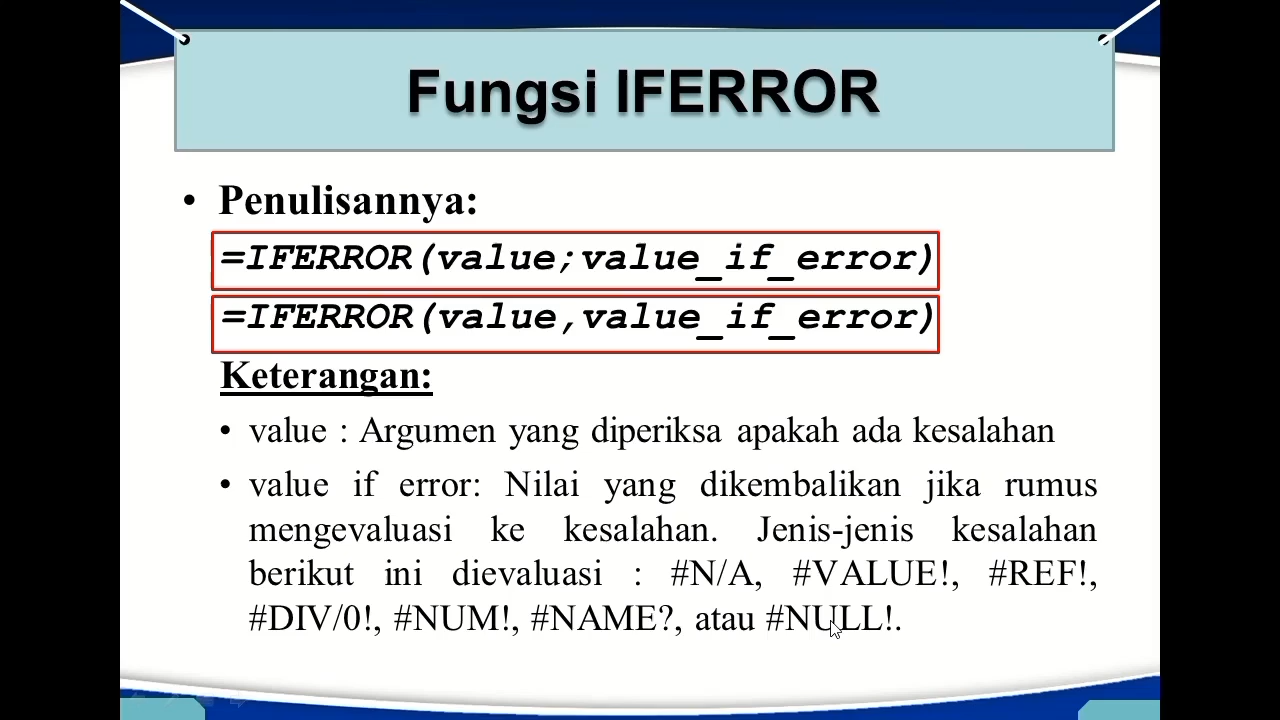 Fungsi IFERROR
• Penulisannya:
=IFERROR(value;value_if_error)
=IFERROR(value,value_if_error)
Keterangan:
• value : Argumen yang diperiksa apakah ada kesalahan
• value if error: Nilai yang dikembalikan jika rumus
mengevaluasi ke kesalahan. Jenis-jenis kesalahan
berikut ini dievaluasi : #N/A, #VALUE!, #REF!,
#DIV/0!, #NUM!, #NAME?, atau #NULL!.